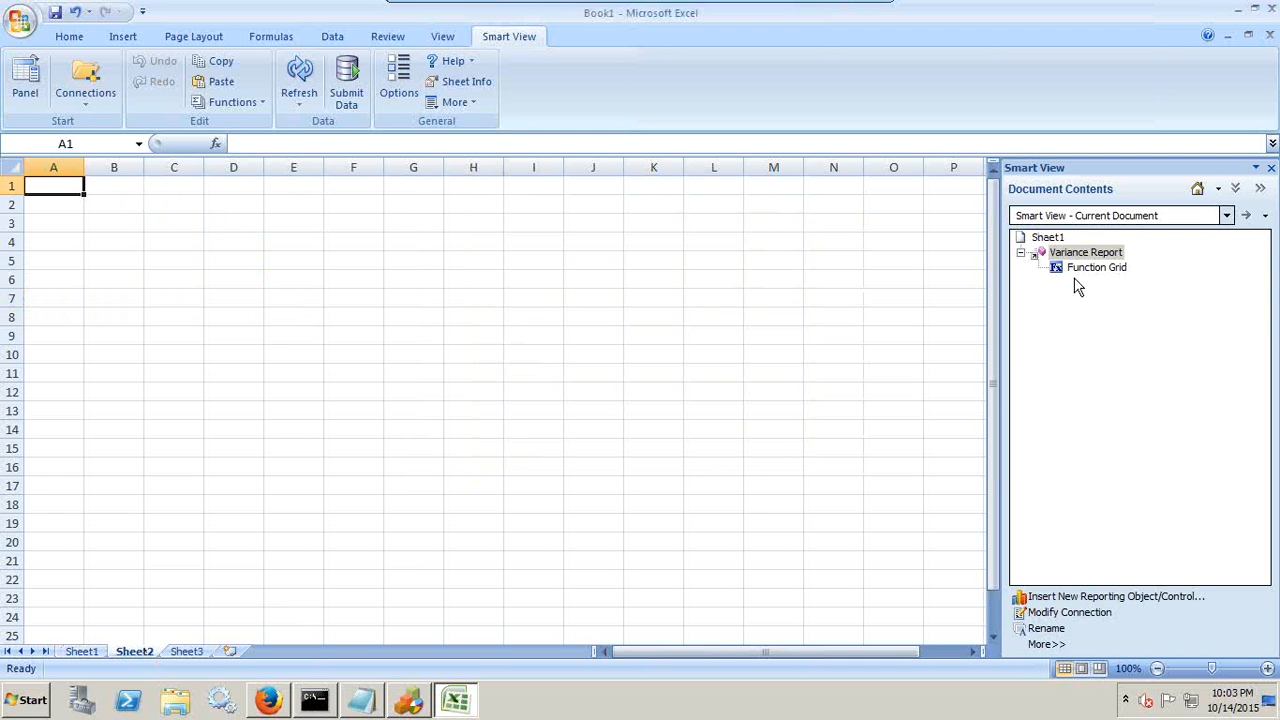 Book1 - Microsoft Excel
Home Insert Page Layout Formulas Data Review View Smart View
Panel
Connections
Start
Undo
Redo
Copy
Paste
Functions
Edit
Refresh
Submit
Data
Data
Options
Help
Sheet Info
More
General
A1
fx
A B C D E F G H I J K L M N O P
1
2
3
4
5
6
7
8
9
10
11
12
13
14
15
16
17
18
19
20
21
22
23
24
25
Smart View
Document Contents
Smart View - Current Document
Shaet1
Variance Report
Fx Function Grid
Insert New Reporting Object/Control...
Modify Connection
Rename
More>>
Sheet1 Sheet2 Sheet3
Ready
100%
Start
10:03 PM
10/14/2015